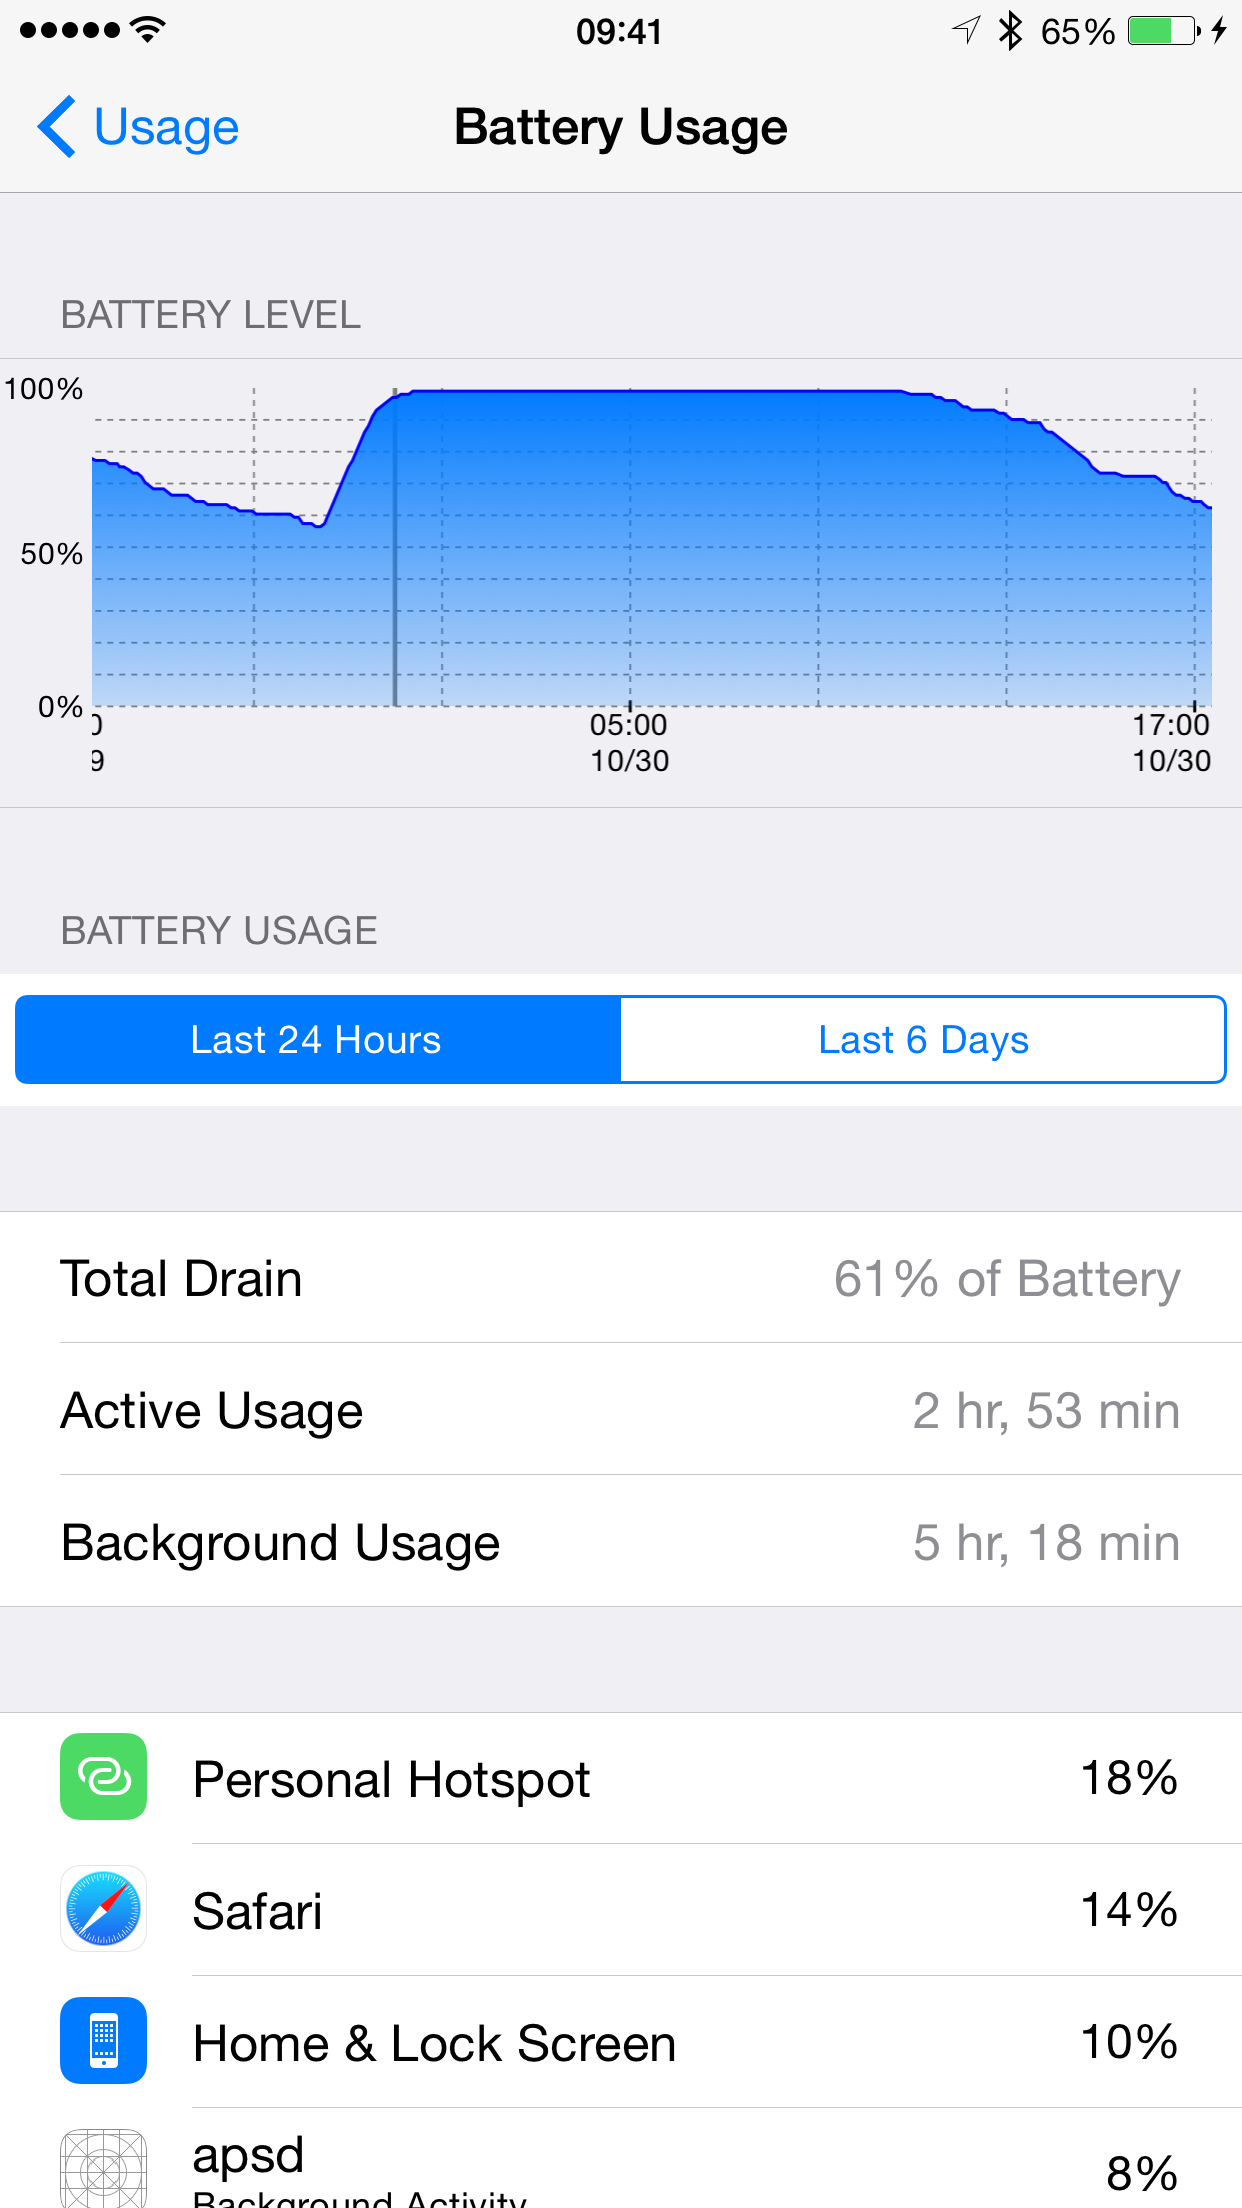 09:41
65%
Usage
Battery Usage
BATTERY LEVEL
100%
50%
0%
0 05:00 17:00
9 10/30 10/30
BATTERY USAGE
Last 24 Hours Last 6 Days
Total Drain 61% of Battery
Active Usage 2 hr, 53 min
Background Usage 5 hr, 18 min
Personal Hotspot 18%
Safari 14%
Home & Lock Screen 10%
apsd 8%
Background Activity